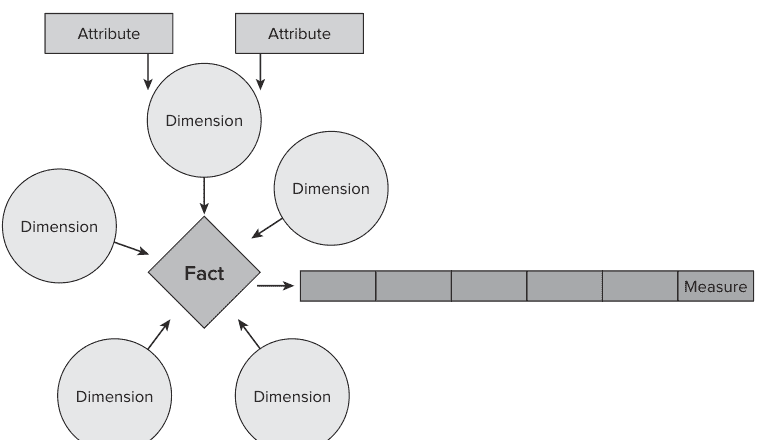 Attribute
Attribute
Dimension
Dimension
Dimension
Fact
Measure
Dimension
Dimension